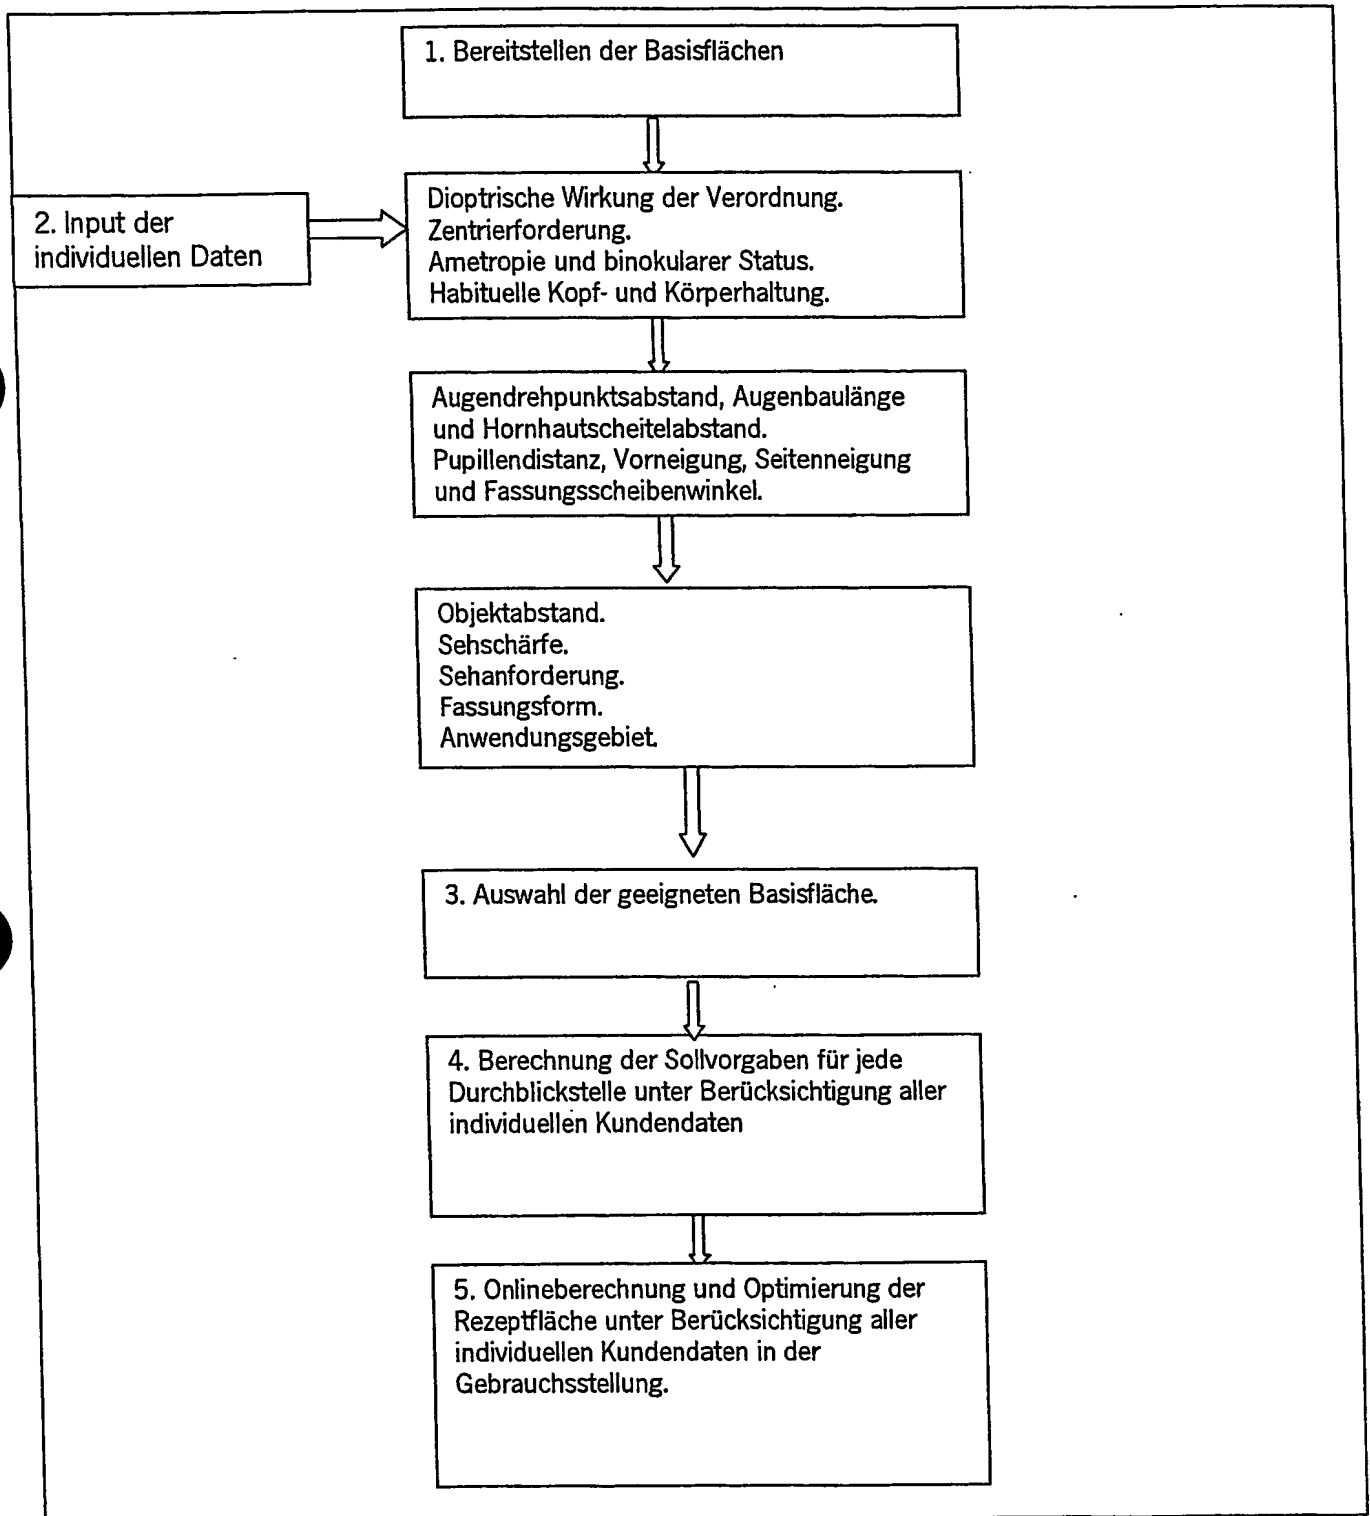 1. Bereitstellen der Basisflächen
2. Input der
individuellen Daten
Dioptrische Wirkung der Verordnung.
Zentrierforderung.
Ametropie und binokularer Status.
Habituelle Kopf- und Körperhaltung.
Augendrehpunktsabstand, Augenbaulänge
und Hornhautscheitelabstand.
Pupillendistanz, Vorneigung, Seitenneigung
und Fassungsscheibenwinkel.
Objektabstand.
Sehschärfe.
Sehanforderung.
Fassungsform.
Anwendungsgebiet.
3. Auswahl der geeigneten Basisfläche.
4. Berechnung der Sollvorgaben für jede
Durchblickstelle unter Berücksichtigung aller
individuellen Kundendaten
5. Onlineberechnung und Optimierung der
Rezeptfläche unter Berücksichtigung aller
individuellen Kundendaten in der
Gebrauchsstellung.